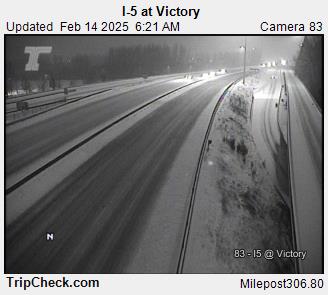 I-5 at Victory
Updated Feb 14 2025 6:21 AM
Camera 83
T
N
83 - I5 @ Victory
TripCheck.com
Milepost306.80